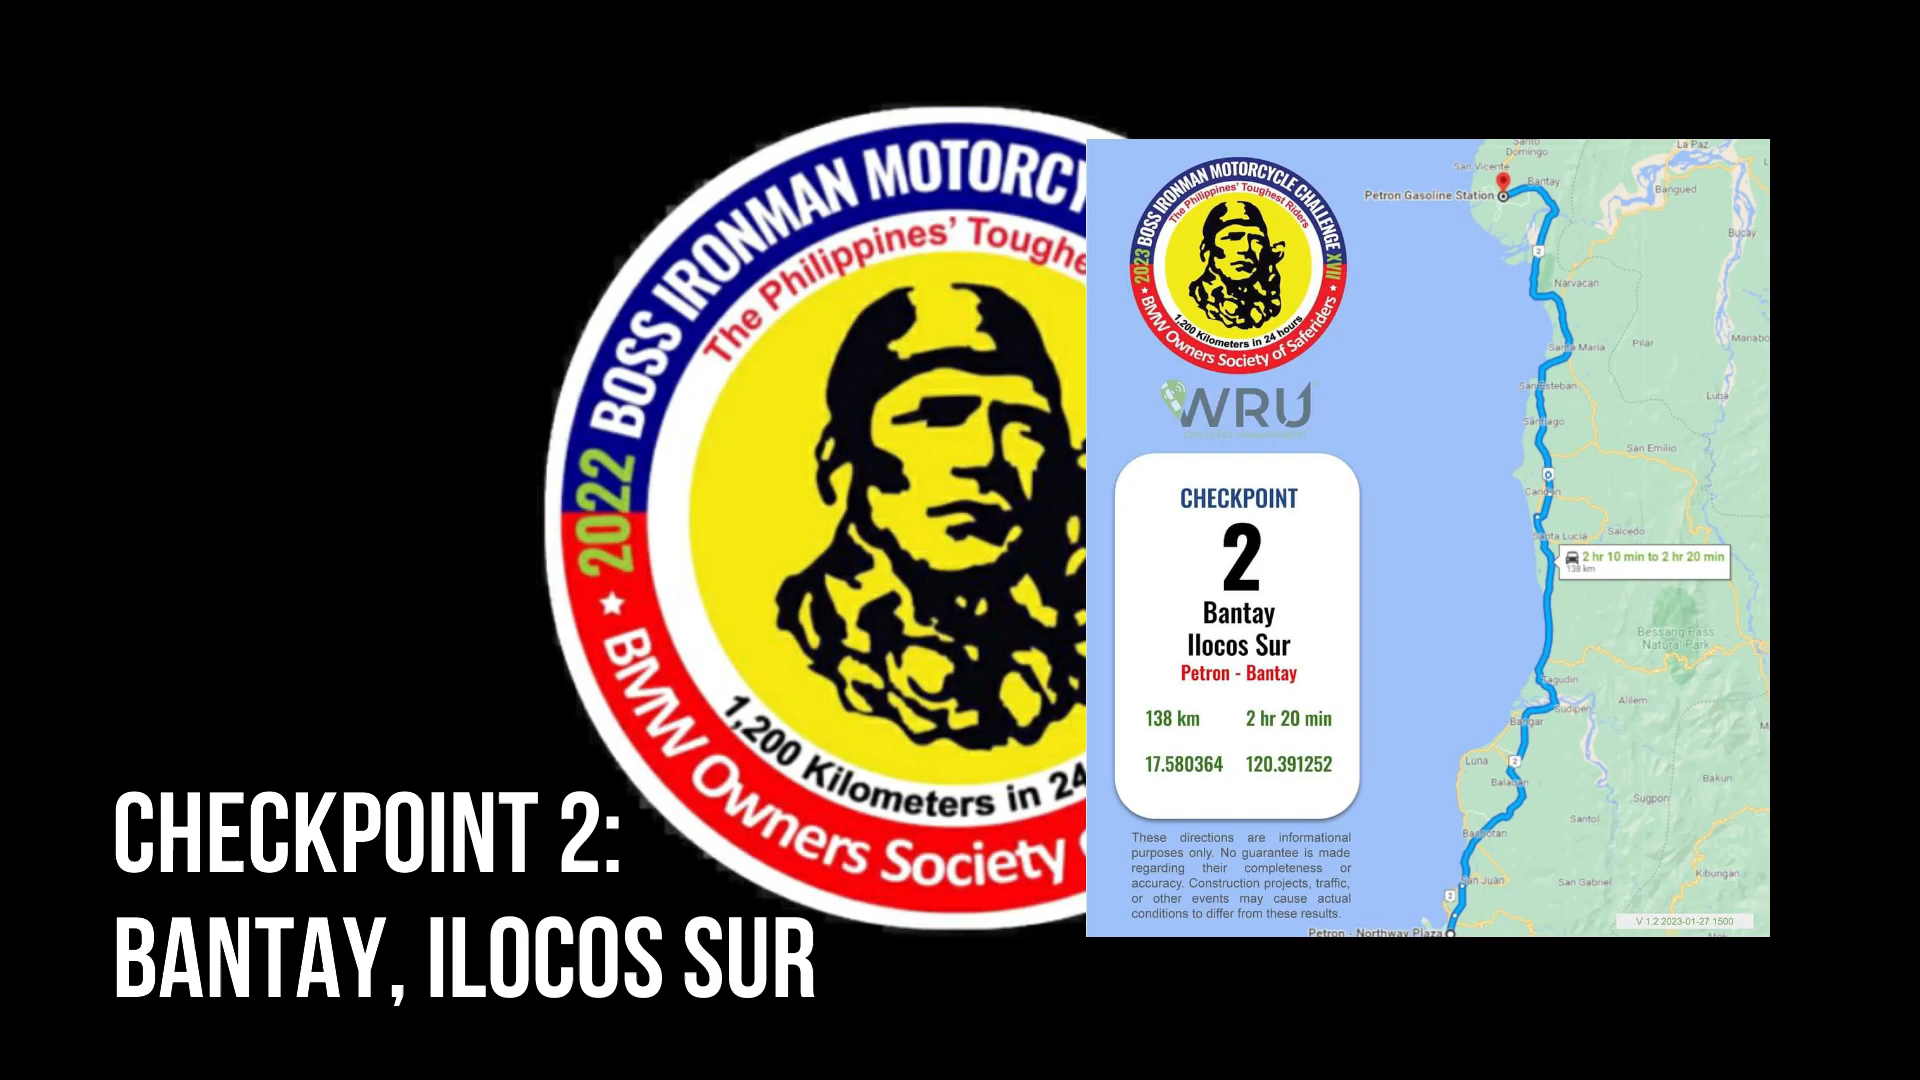 2022 BOSS IRONMAN MOTORCY
The Philippines' Toughe
1,200 Kilometers in 24
★ BMW Owners Society
CHECKPOINT 2:
BANTAY, ILOCOS SUR
2023 BOSS IRONMAN MOTORCYCLE CHALLENGE XVII
The Philippines' Toughest Riders
1,200 Kilometers in 24 hours
★ BMW Owners Society of Saferiders ★
WRU
CHECKPOINT
2
Bantay
Ilocos Sur
Petron - Bantay
138 km 2 hr 20 min
17.580364 120.391252
These directions are informational
purposes only. No guarantee is made
regarding their completeness or
accuracy. Construction projects, traffic,
or other events may cause actual
conditions to differ from these results.
Santo
Domingo
La Paz
San Vicente
Bantay
Bangued
Petron Gasoline Station
Bucay
2
Narvacan
Manabo
Santa Maria
Pilar
San Esteban
Luba
Santiago
San Emilio
Candon
Salcedo
Santa Lucia
2 hr 10 min to 2 hr 20 min
138 km
Bessang Pass
Natural Park
Tagudin
Alilem
Sudipen
Bangar
Luna
2
Balaoan
Bakun
Sugpon
Santol
Bacnotan
Kibungan
San Juan
San Gabriel
2
V 1.2 2023-01-27 1500
Petron - Northway Plaza